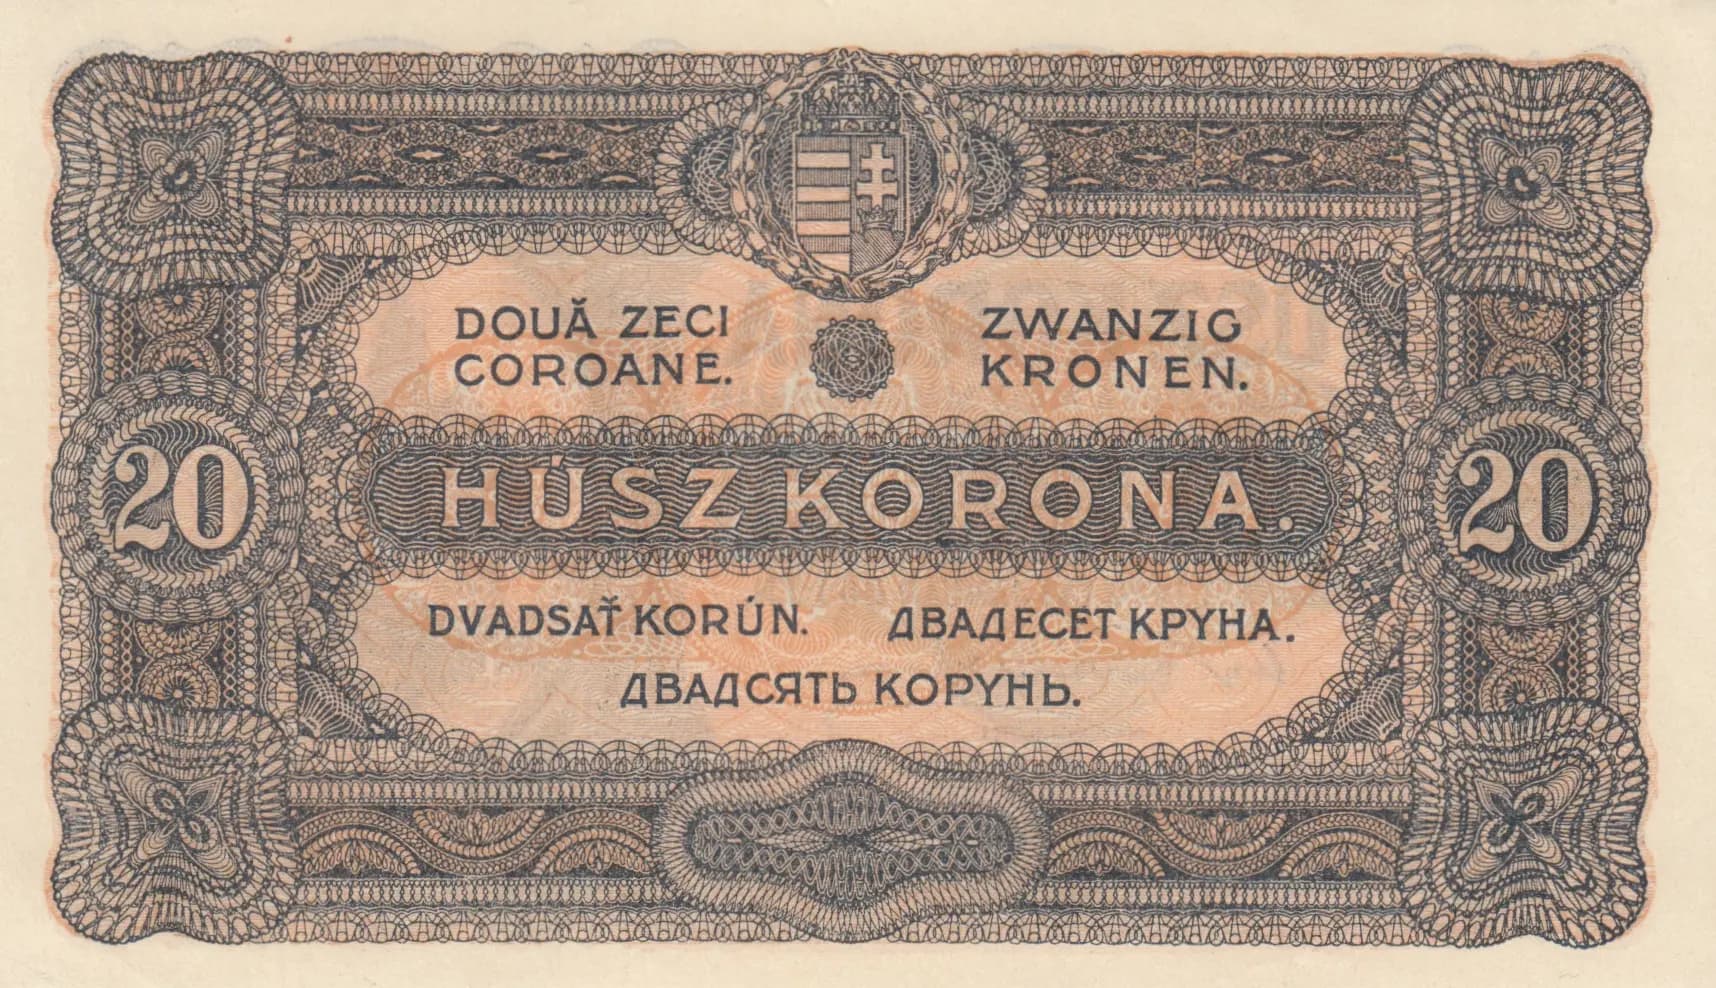 DOUĂ ZECI
COROANE.
ZWANZIG
KRONEN.
20
HÚSZ KORONA.
20
DVADSAŤ KORÚN.
ДВАДЕСЕТ КРУНА.
ДВАДСЯТЬ КОРУНЬ.